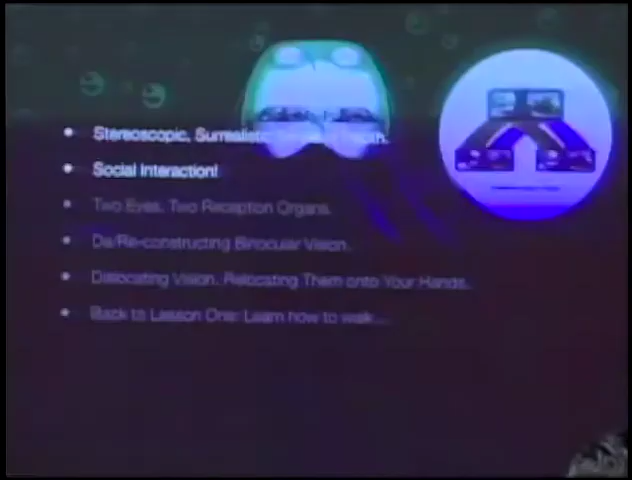 Stereoscopic, Surrealistic
Social Interaction!
Two Eyes, Two Reception Organs.
De/Re-constructing Binocular Vision.
Dislocating Vision. Relocating Them onto Your Hands.
Back to Lesson One: Learn how to walk...